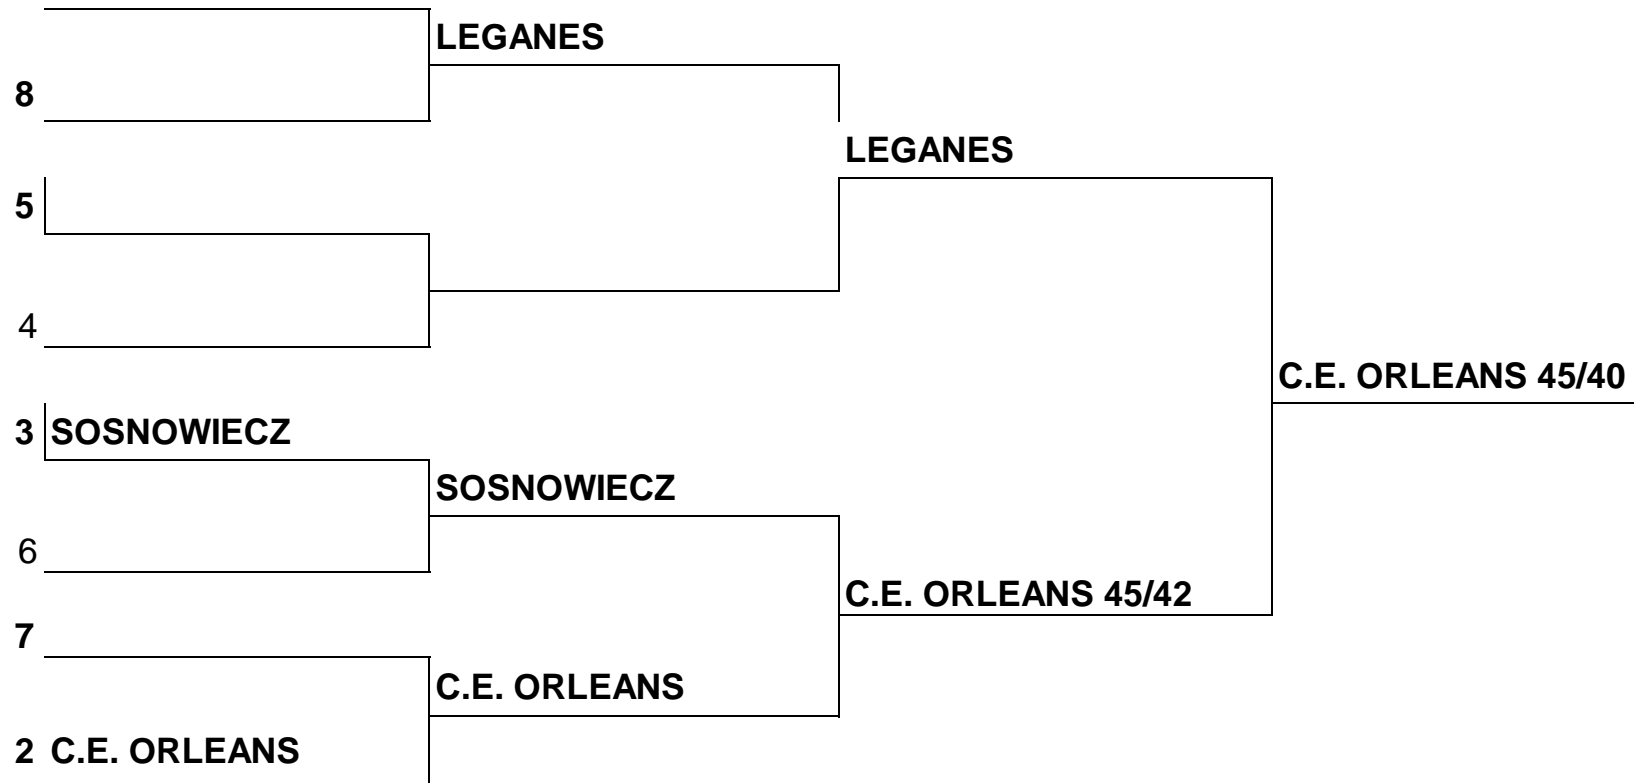 LEGANES
8
LEGANES
5
4
C.E. ORLEANS 45/40
3 SOSNOWIECZ
SOSNOWIECZ
6
C.E. ORLEANS 45/42
7
C.E. ORLEANS
2 C.E. ORLEANS